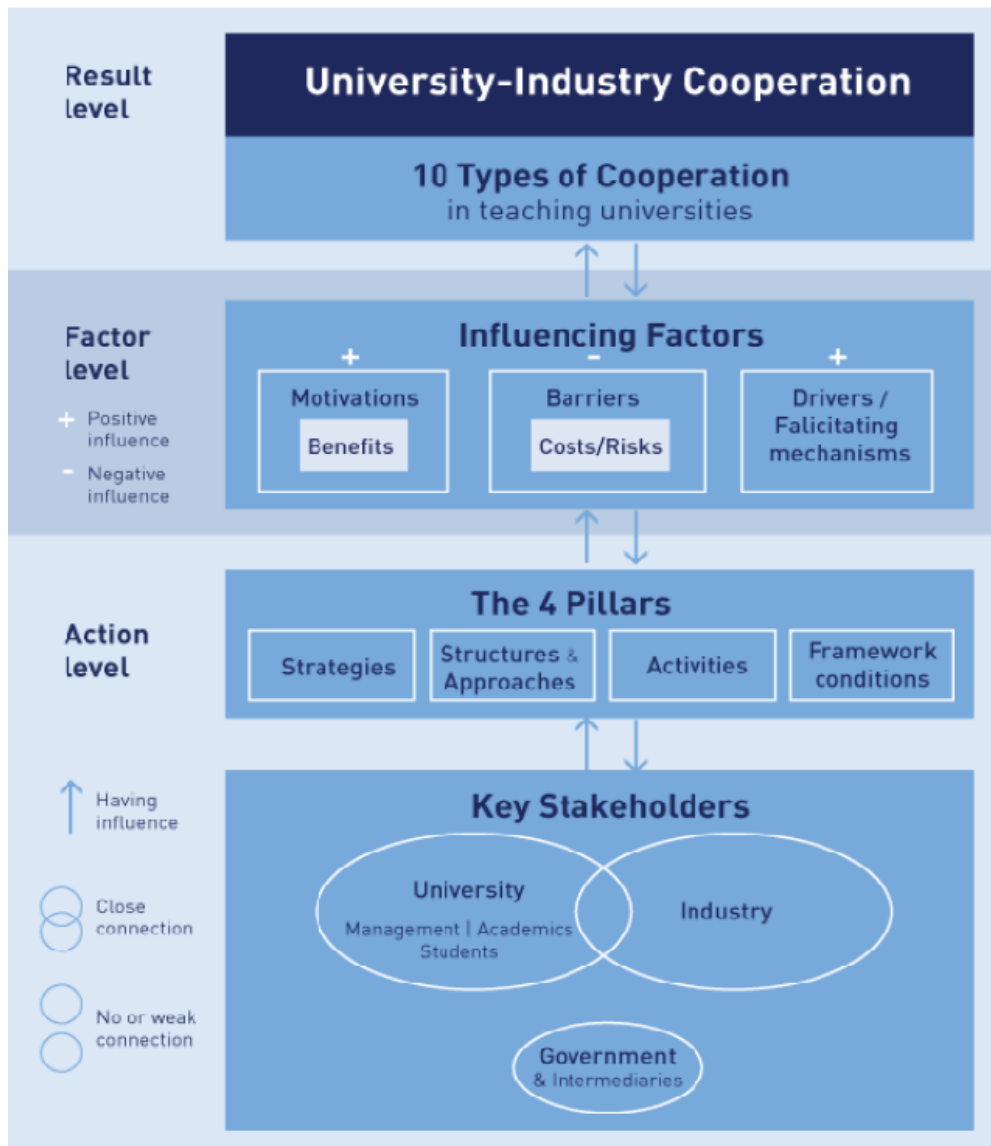 Result
level
University-Industry Cooperation
10 Types of Cooperation
in teaching universities
Factor
level
+ Positive
influence
- Negative
influence
Influencing Factors
+
Motivations
Benefits
-
Barriers
Costs/Risks
+
Drivers /
Falicitating
mechanisms
Action
level
The 4 Pillars
Strategies
Structures &
Approaches
Activities
Framework
conditions
Having
influence
Close
connection
No or weak
connection
Key Stakeholders
University
Management | Academics
Students
Industry
Government
& Intermediaries